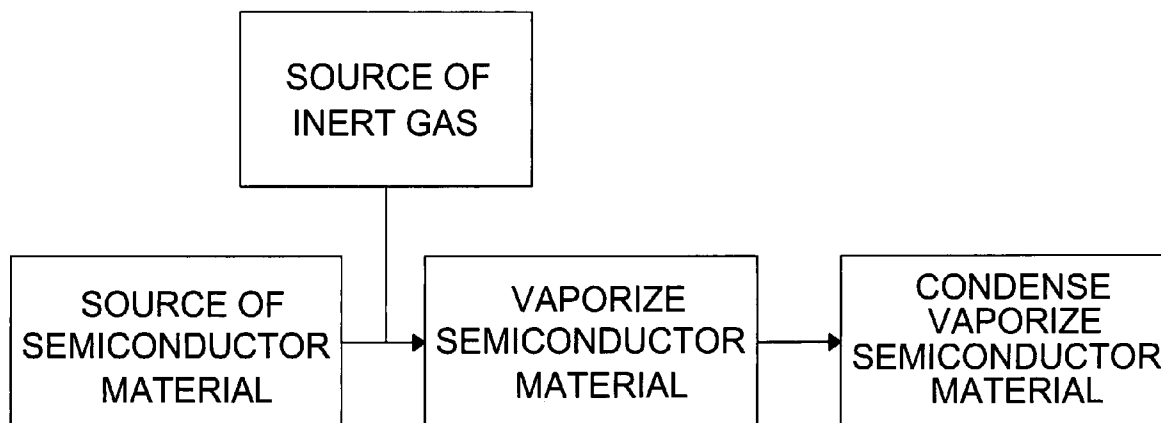 SOURCE OF
INERT GAS
SOURCE OF
SEMICONDUCTOR
MATERIAL
VAPORIZE
SEMICONDUCTOR
MATERIAL
CONDENSE
VAPORIZE
SEMICONDUCTOR
MATERIAL